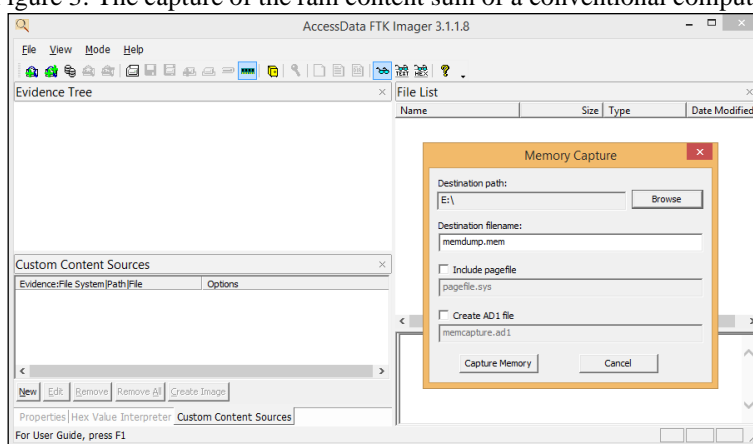 igure 3: The capture of the ram content sum of a conventional comput
AccessData FTK Imager 3.1.1.8
File View Mode Help
Evidence Tree
File List
Name Size Type Date Modified
Memory Capture
Destination path:
E:\
Browse
Destination filename:
memdump.mem
Include pagefile
pagefile.sys
Create AD1 file
memcapture.ad1
Capture Memory Cancel
Custom Content Sources
Evidence:File System|Path|File Options
New Edit Remove Remove All Create Image
Properties Hex Value Interpreter Custom Content Sources
For User Guide, press F1